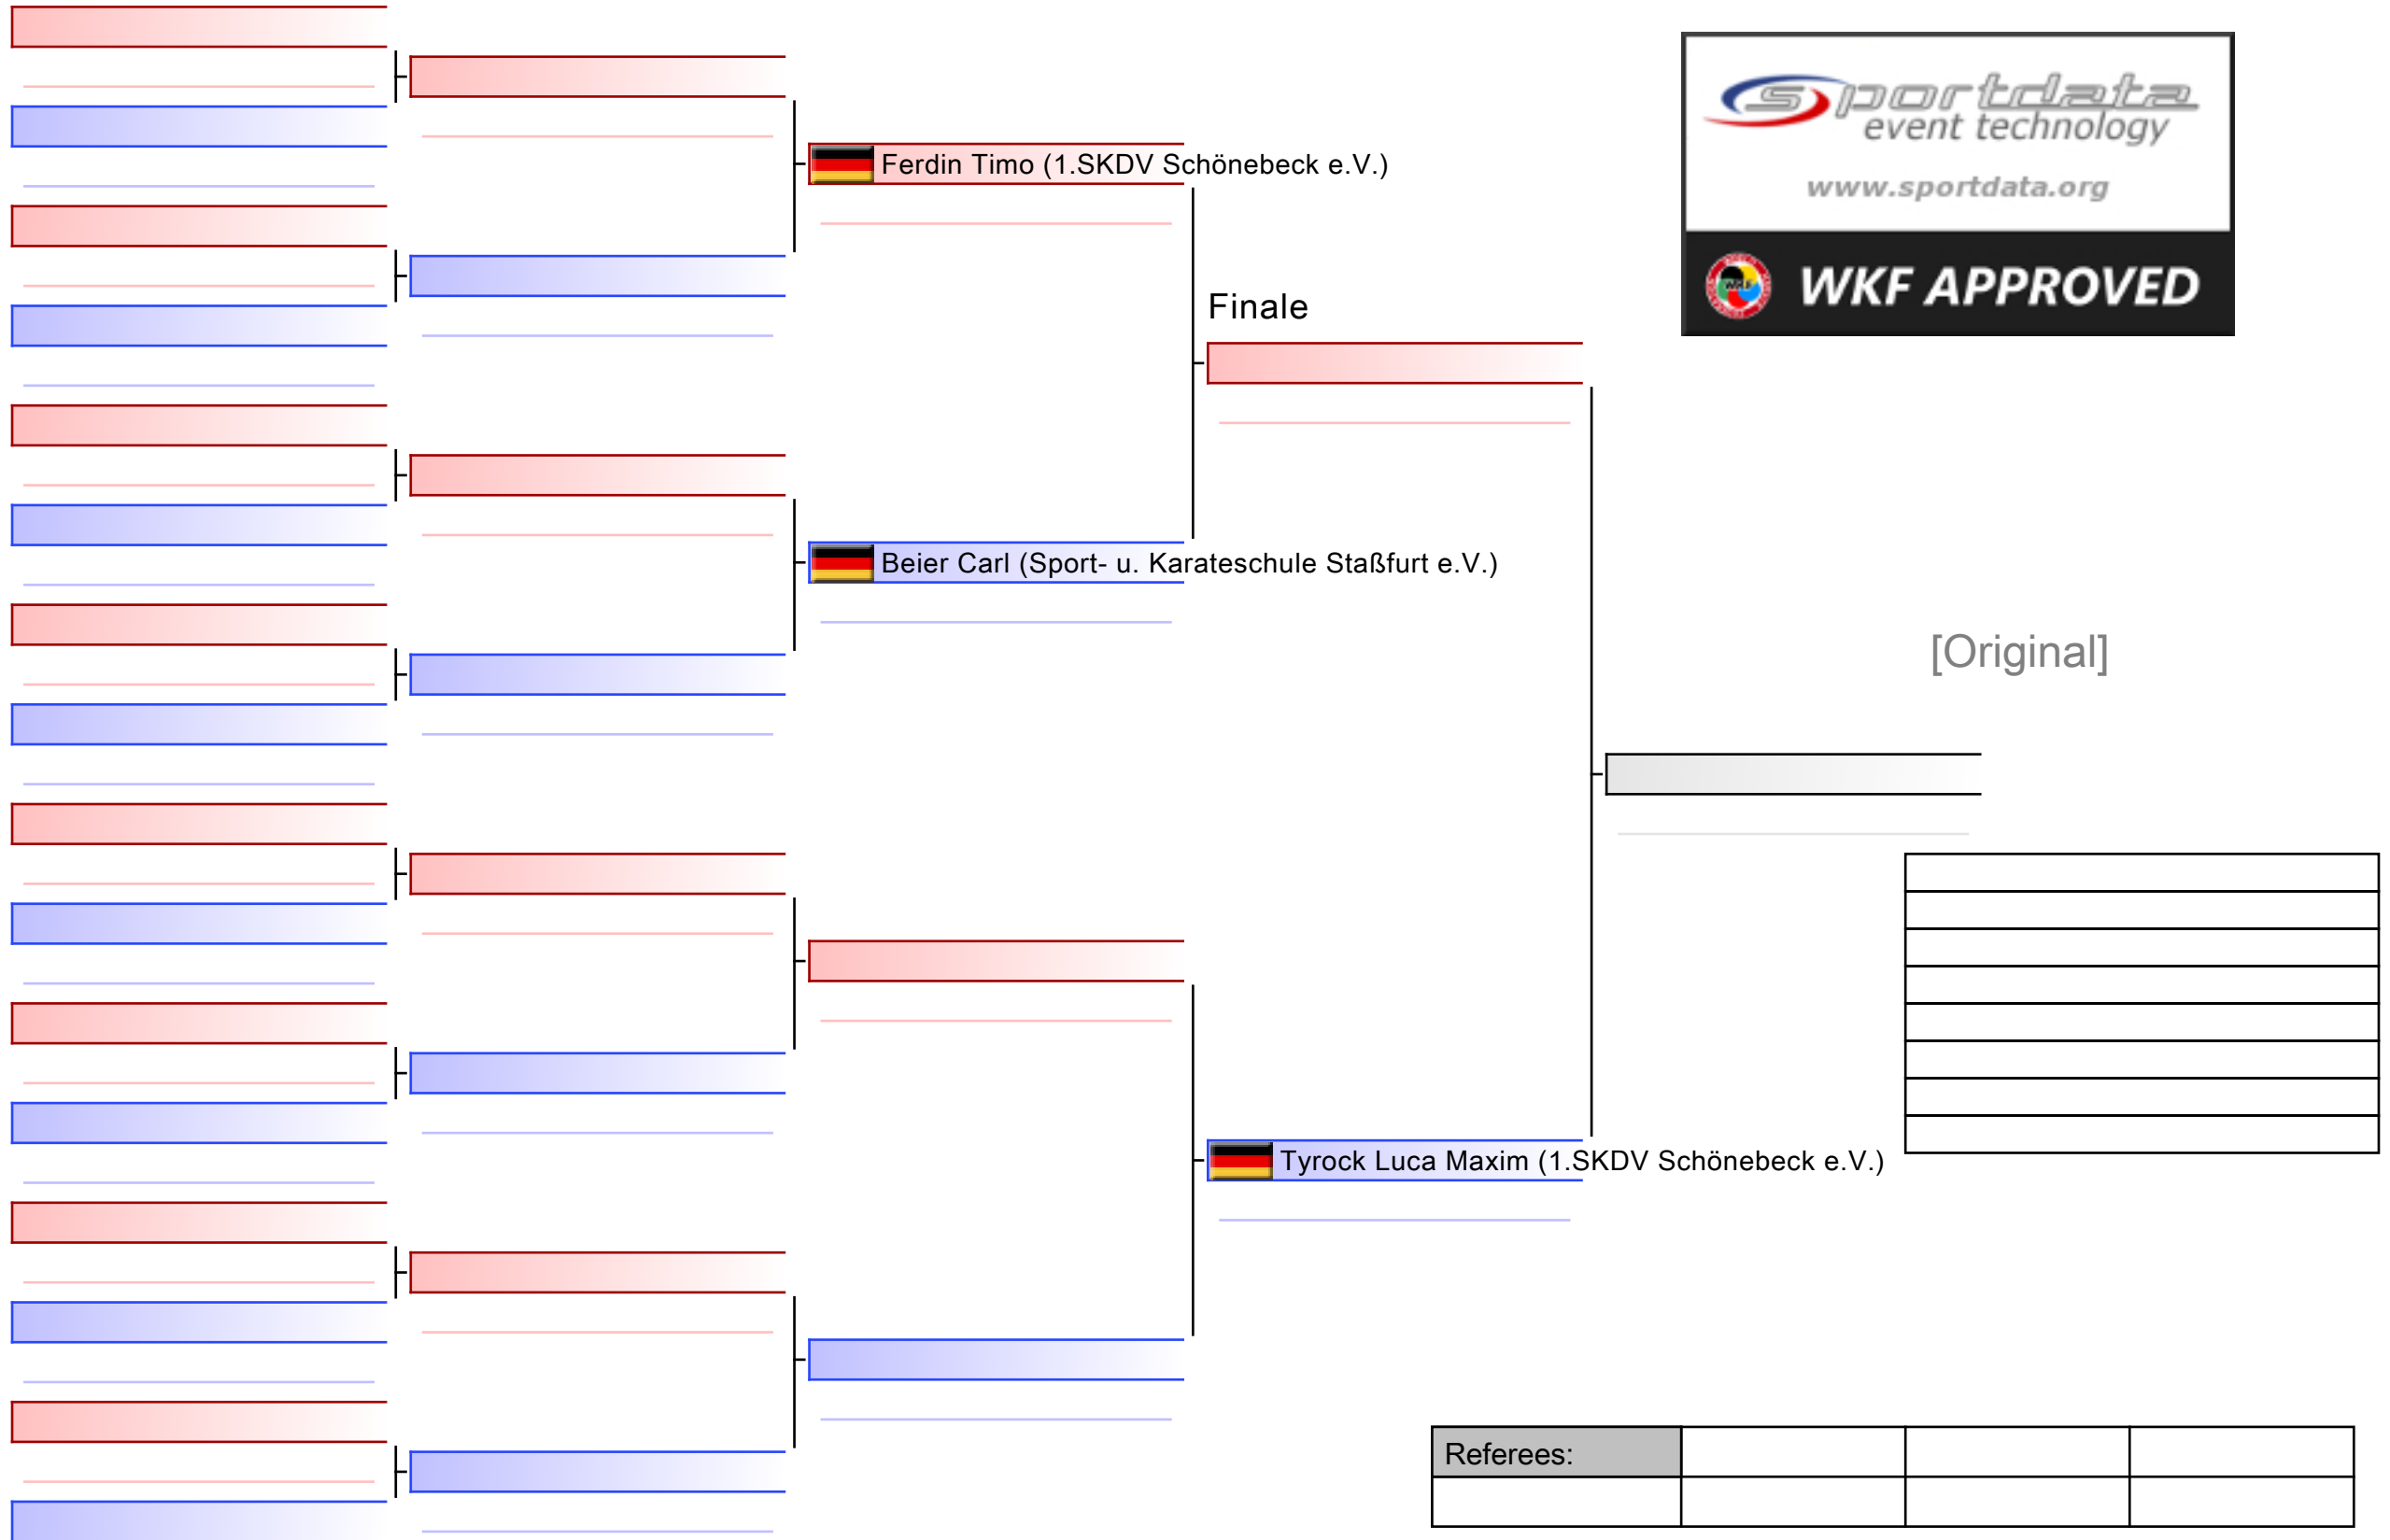 sportdata
event technology
www.sportdata.org
WKF APPROVED
Ferdin Timo (1.SKDV Schönebeck e.V.)
Finale
Beier Carl (Sport- u. Karateschule Staßfurt e.V.)
[Original]
Tyrock Luca Maxim (1.SKDV Schönebeck e.V.)
Referees: